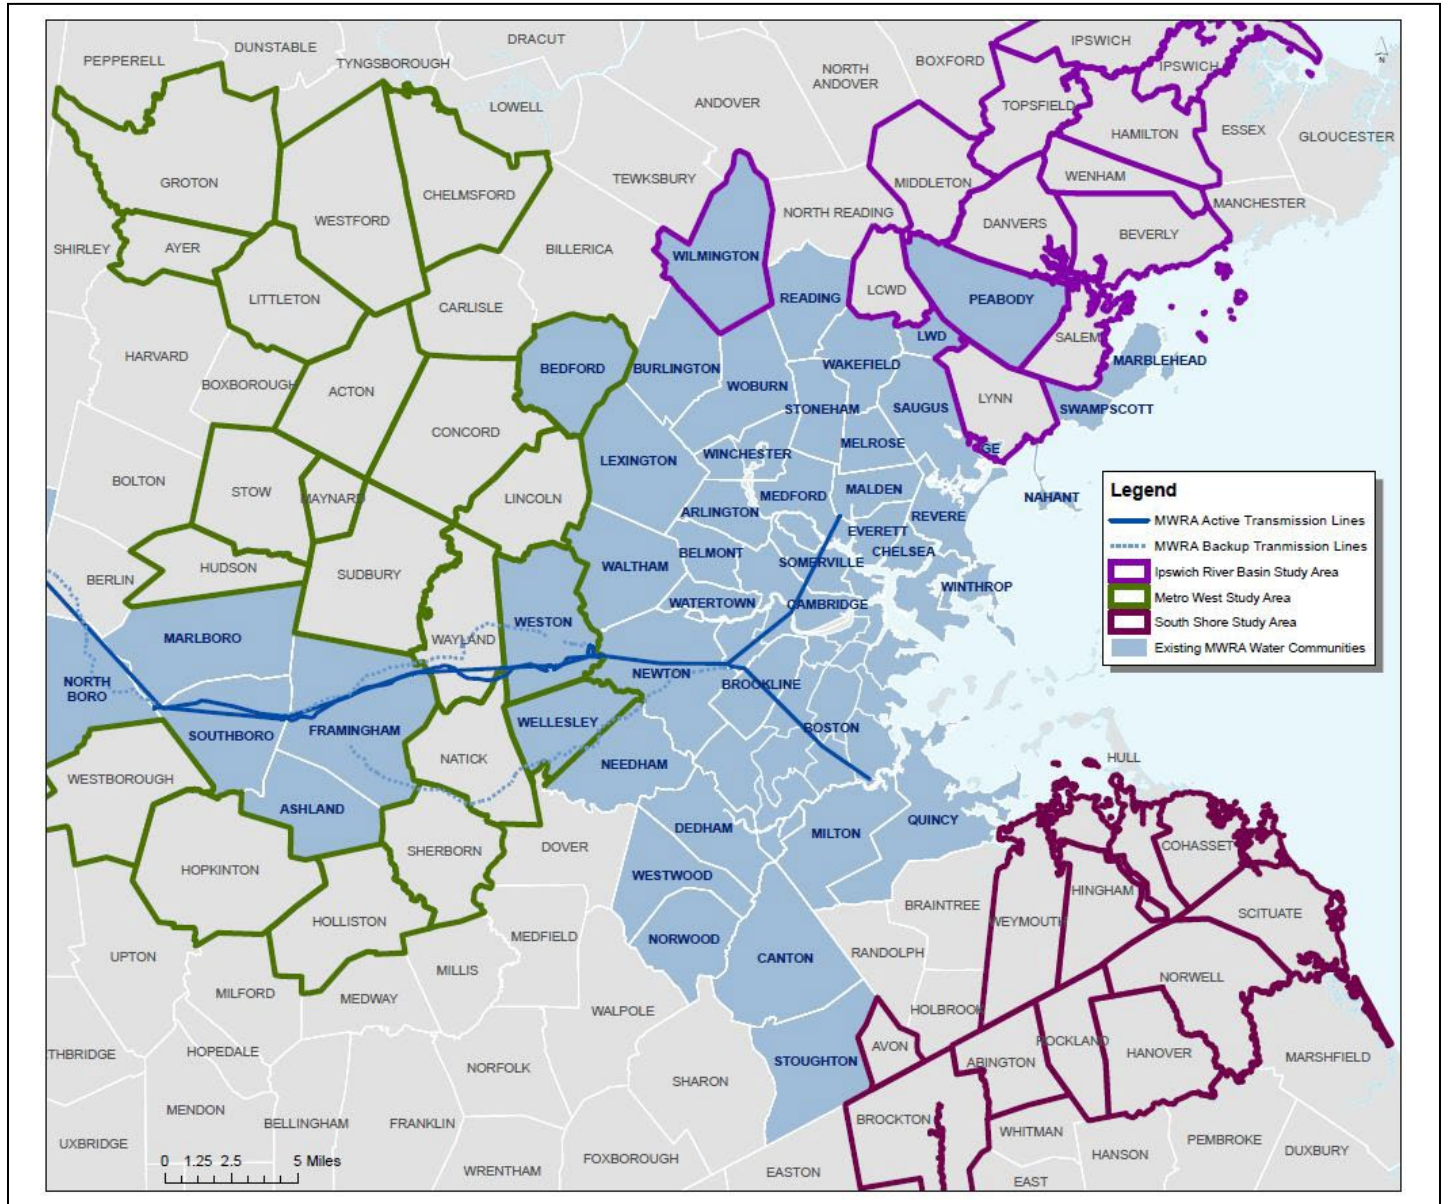 PEPPERELL
DUNSTABLE
TYNGSBOROUGH
DRACUT
LOWELL
ANDOVER
NORTH
ANDOVER
BOXFORD
IPSWICH
IPSWICH
TOPSFIELD
HAMILTON
ESSEX
GLOUCESTER
GROTON
WESTFORD
CHELMSFORD
TEWKSBURY
MIDDLETON
WENHAM
MANCHESTER
NORTH READING
DANVERS
BEVERLY
SHIRLEY
AYER
BILLERICA
WILMINGTON
LITTLETON
CARLISLE
READING
LCWD
PEABODY
LWD
SALEM
HARVARD
BEDFORD
BURLINGTON
WAKEFIELD
MARBLEHEAD
BOXBOROUGH
ACTON
WOBURN
STONEHAM
SAUGUS
LYNN
SWAMPSCOTT
CONCORD
MELROSE
GE
LEXINGTON
WINCHESTER
BOLTON
STOW
MAYNARD
LINCOLN
MEDFORD
MALDEN
NAHANT
ARLINGTON
REVERE
EVERETT
BELMONT
CHELSEA
SOMERVILLE
WALTHAM
BERLIN
HUDSON
SUDBURY
WINTHROP
WATERTOWN
CAMBRIDGE
MARLBORO
WESTON
WAYLAND
NORTH
BORO
NEWTON
BROOKLINE
SOUTHBORO
FRAMINGHAM
WELLESLEY
BOSTON
NATICK
NEEDHAM
HULL
WESTBOROUGH
ASHLAND
DEDHAM
MILTON
QUINCY
SHERBORN
DOVER
COHASSET
HOPKINTON
WESTWOOD
HINGHAM
BRAINTREE
WEYMOUTH
SCITUATE
HOLLISTON
MEDFIELD
NORWOOD
CANTON
RANDOLPH
UPTON
MILLIS
NORWELL
MILFORD
MEDWAY
WALPOLE
HOLBROOK
THBRIDGE
HOPEDALE
AVON
ABINGTON
ROCKLAND
HANOVER
MARSHFIELD
STOUGHTON
NORFOLK
SHARON
MENDON
BELLINGHAM
FRANKLIN
BROCKTON
WHITMAN
PEMBROKE
DUXBURY
UXBRIDGE
HANSON
WRENTHAM
FOXBOROUGH
EASTON
EAST
0 1.25 2.5 5 Miles
N
Legend
MWRA Active Transmission Lines
MWRA Backup Tranmission Lines
Ipswich River Basin Study Area
Metro West Study Area
South Shore Study Area
Existing MWRA Water Communities